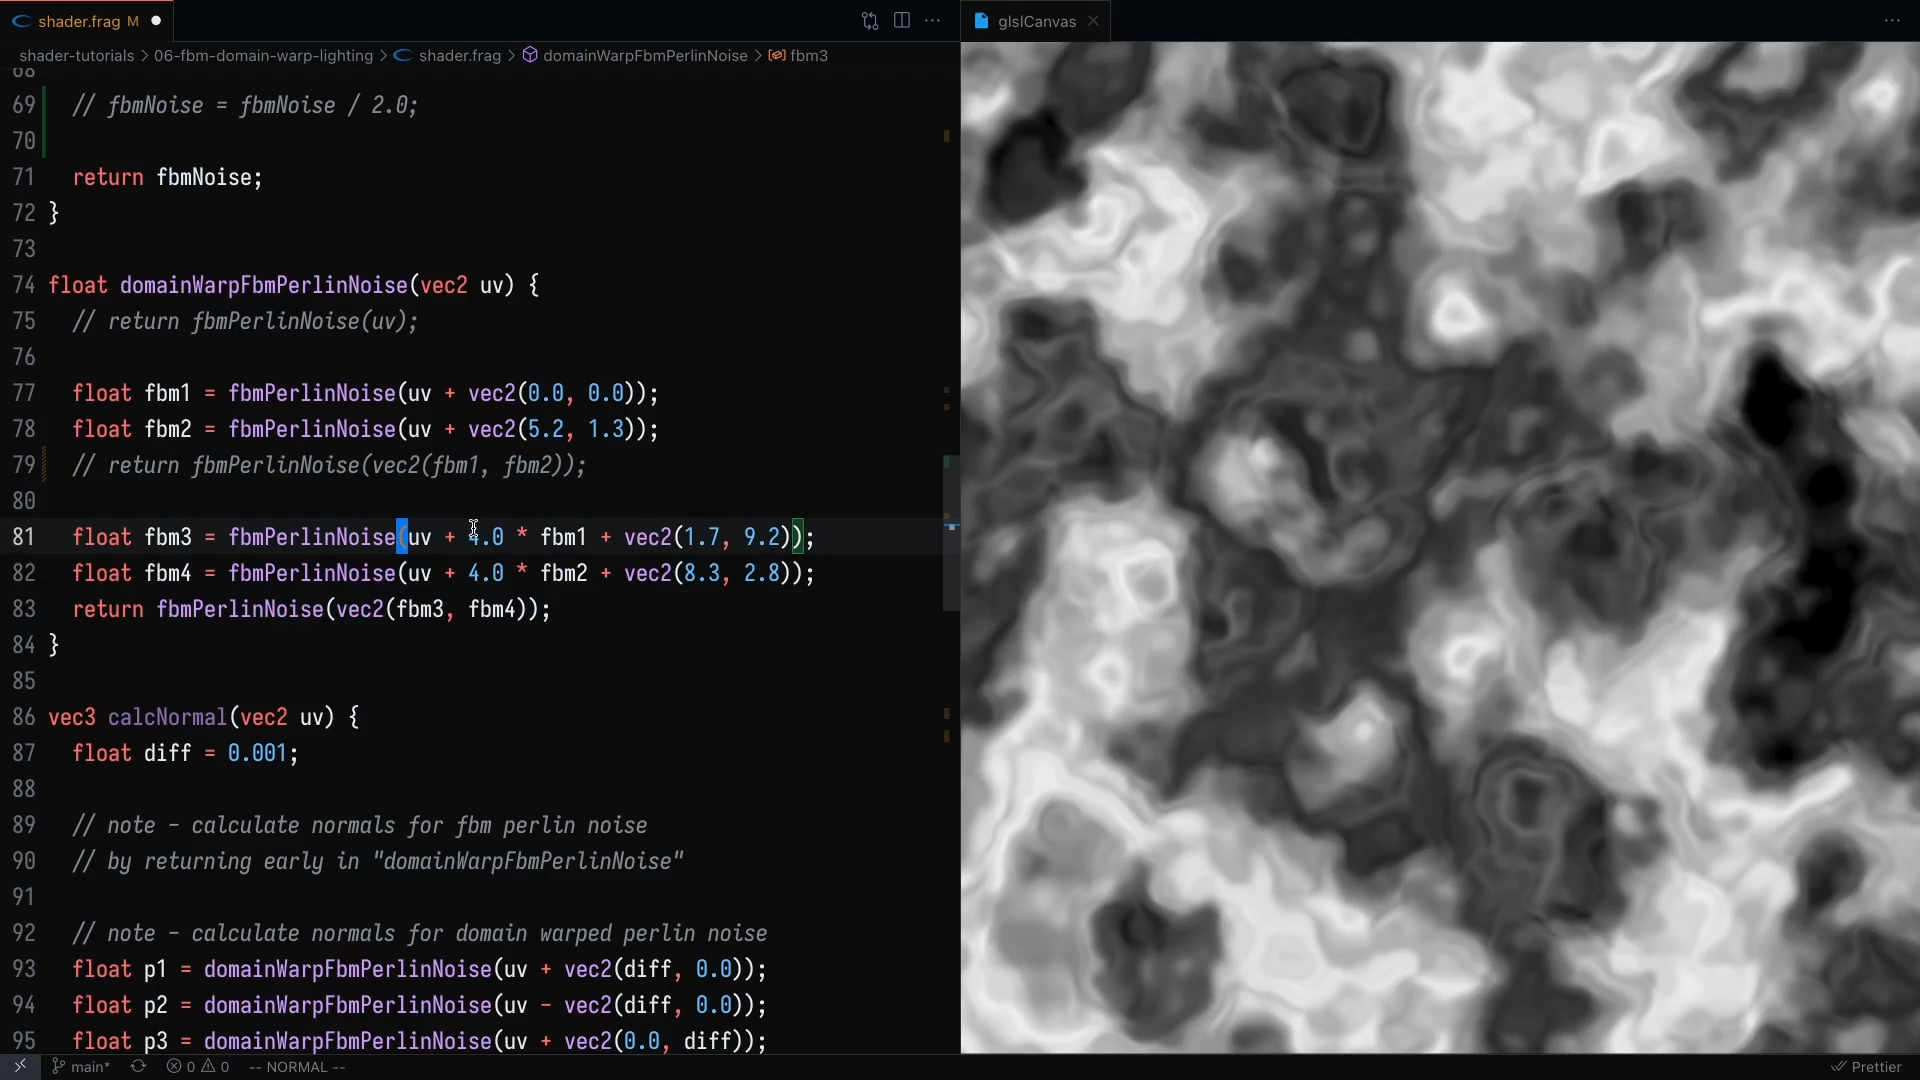 shader.frag M
glslCanvas
shader-tutorials > 06-fbm-domain-warp-lighting > shader.frag > domainWarpFbmPerlinNoise > fbm3
68
69 // fbmNoise = fbmNoise / 2.0;
70
71 return fbmNoise;
72 }
73
74 float domainWarpFbmPerlinNoise(vec2 uv) {
75 // return fbmPerlinNoise(uv);
76
77 float fbm1 = fbmPerlinNoise(uv + vec2(0.0, 0.0));
78 float fbm2 = fbmPerlinNoise(uv + vec2(5.2, 1.3));
79 // return fbmPerlinNoise(vec2(fbm1, fbm2));
80
81 float fbm3 = fbmPerlinNoise(uv + 4.0 * fbm1 + vec2(1.7, 9.2));
82 float fbm4 = fbmPerlinNoise(uv + 4.0 * fbm2 + vec2(8.3, 2.8));
83 return fbmPerlinNoise(vec2(fbm3, fbm4));
84 }
85
86 vec3 calcNormal(vec2 uv) {
87 float diff = 0.001;
88
89 // note - calculate normals for fbm perlin noise
90 // by returning early in "domainWarpFbmPerlinNoise"
91
92 // note - calculate normals for domain warped perlin noise
93 float p1 = domainWarpFbmPerlinNoise(uv + vec2(diff, 0.0));
94 float p2 = domainWarpFbmPerlinNoise(uv - vec2(diff, 0.0));
95 float p3 = domainWarpFbmPerlinNoise(uv + vec2(0.0, diff));
main* 0 0 -- NORMAL -- Prettier